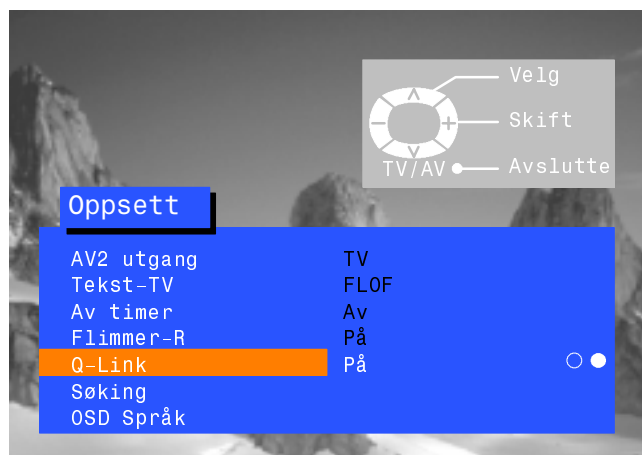 Velg
Skift
TV/AV Avslutte
Oppsett
AV2 utgang TV
Tekst-TV FLOF
Av timer Av
Flimmer-R På
Q-Link På
Søking
OSD Språk